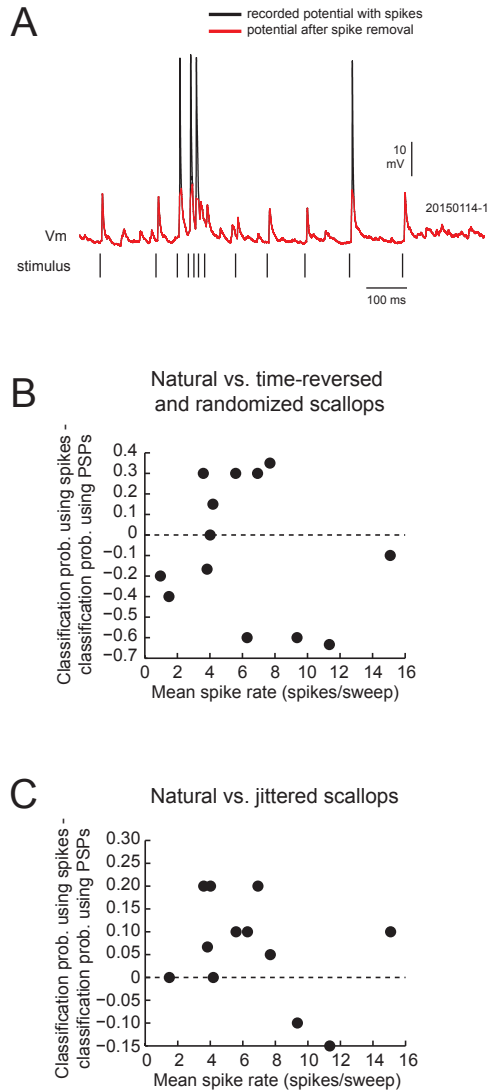 A
recorded potential with spikes
potential after spike removal
10
mV
20150114-1
Vm
stimulus
100 ms
B
Natural vs. time-reversed
and randomized scallops
Classification prob. using spikes -
classification prob. using PSPs
0.4
0.3
0.2
0.1
0
−0.1
−0.2
−0.3
−0.4
−0.5
−0.6
−0.7
0 2 4 6 8 10 12 14 16
Mean spike rate (spikes/sweep)
C
Natural vs. jittered scallops
Classification prob. using spikes -
classification prob. using PSPs
0.30
0.25
0.20
0.15
0.10
0.05
0
−0.05
−0.10
−0.15
0 2 4 6 8 10 12 14 16
Mean spike rate (spikes/sweep)